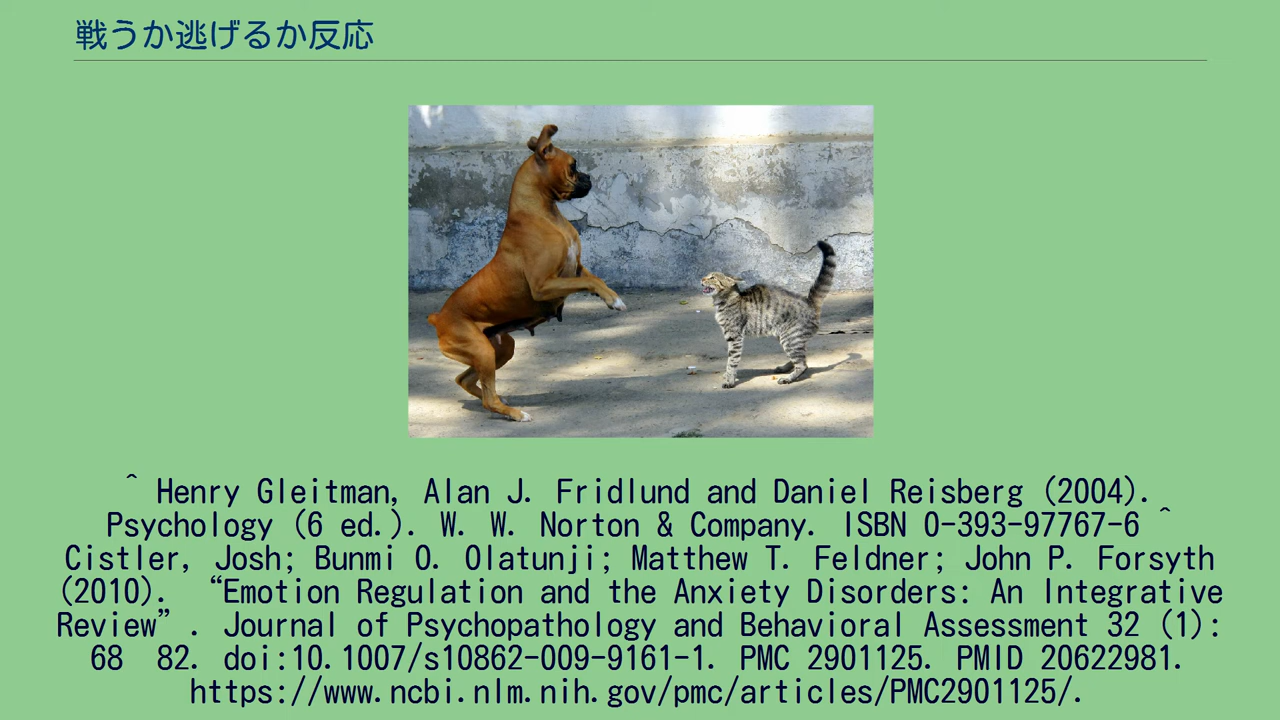 戦うか逃げるか反応
^ Henry Gleitman, Alan J. Fridlund and Daniel Reisberg (2004).
Psychology (6 ed.). W. W. Norton & Company. ISBN 0-393-97767-6 ^
Cistler, Josh; Bunmi O. Olatunji; Matthew T. Feldner; John P. Forsyth
(2010). “Emotion Regulation and the Anxiety Disorders: An Integrative
Review”. Journal of Psychopathology and Behavioral Assessment 32 (1):
68 82. doi:10.1007/s10862-009-9161-1. PMC 2901125. PMID 20622981.
https://www.ncbi.nlm.nih.gov/pmc/articles/PMC2901125/.